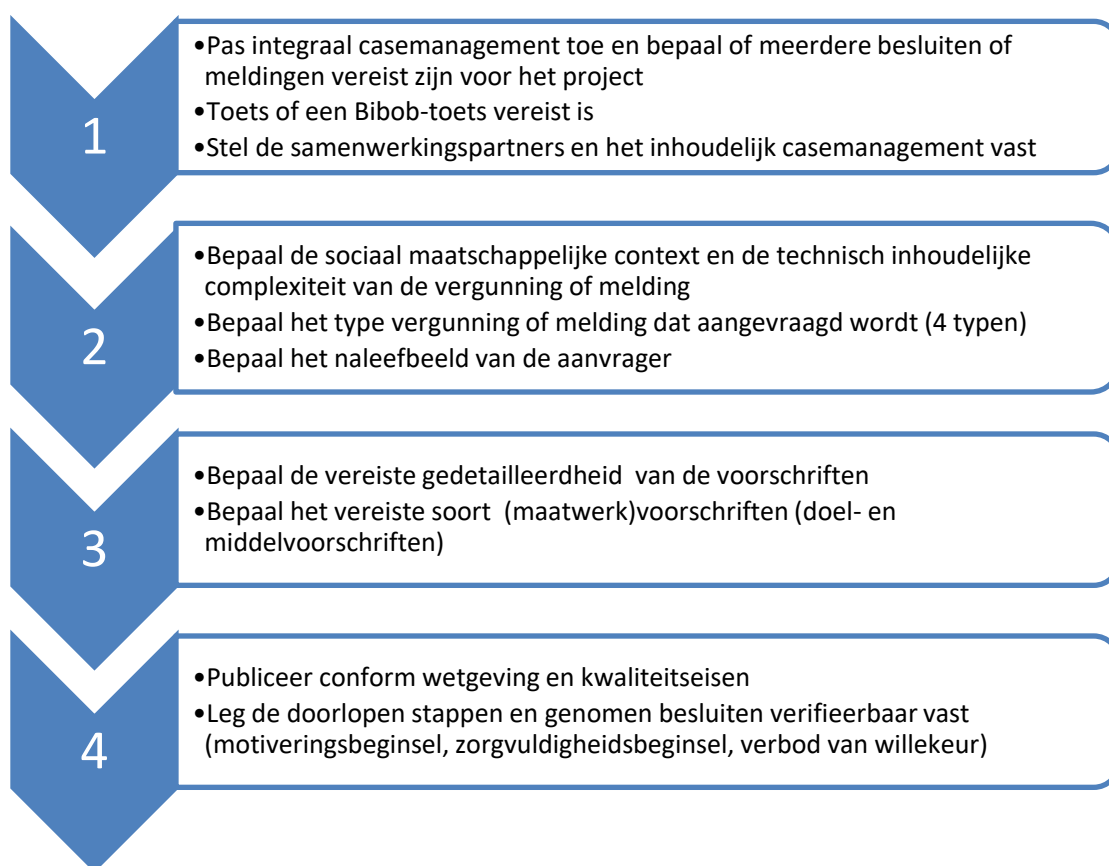 1
•Pas integraal casemanagement toe en bepaal of meerdere besluiten of
meldingen vereist zijn voor het project
•Toets of een Bibob-toets vereist is
•Stel de samenwerkingspartners en het inhoudelijk casemanagement vast
2
•Bepaal de sociaal maatschappelijke context en de technisch inhoudelijke
complexiteit van de vergunning of melding
•Bepaal het type vergunning of melding dat aangevraagd wordt (4 typen)
•Bepaal het naleefbeeld van de aanvrager
3
•Bepaal de vereiste gedetailleerdheid  van de voorschriften
•Bepaal het vereiste soort  (maatwerk)voorschriften (doel- en
middelvoorschriften)
4
•Publiceer conform wetgeving en kwaliteitseisen
•Leg de doorlopen stappen en genomen besluiten verifieerbaar vast
(motiveringsbeginsel, zorgvuldigheidsbeginsel, verbod van willekeur)